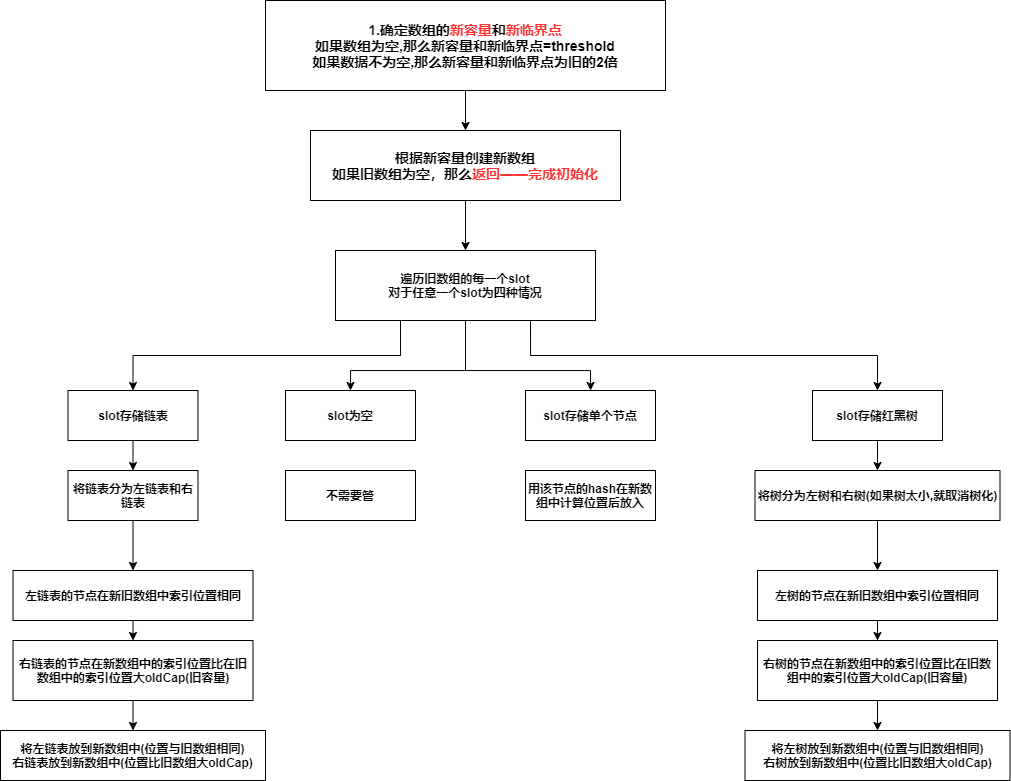 1.确定数组的新容量和新临界点
如果数组为空,那么新容量和新临界点=threshold
如果数据不为空,那么新容量和新临界点为旧的2倍
根据新容量创建新数组
如果旧数组为空，那么返回——完成初始化
遍历旧数组的每一个slot
对于任意一个slot为四种情况
slot存储链表
slot为空
slot存储单个节点
slot存储红黑树
将链表分为左链表和右
链表
不需要管
用该节点的hash在新数
组中计算位置后放入
将树分为左树和右树(如果树太小,就取消树化)
左链表的节点在新旧数组中索引位置相同
左树的节点在新旧数组中索引位置相同
右链表的节点在新数组中的索引位置比在旧
数组中的索引位置大oldCap(旧容量)
右树的节点在新数组中的索引位置比在旧数
组中的索引位置大oldCap(旧容量)
将左链表放到新数组中(位置与旧数组相同)
右链表放到新数组中(位置比旧数组大oldCap)
将左树放到新数组中(位置与旧数组相同)
右树放到新数组中(位置比旧数组大oldCap)